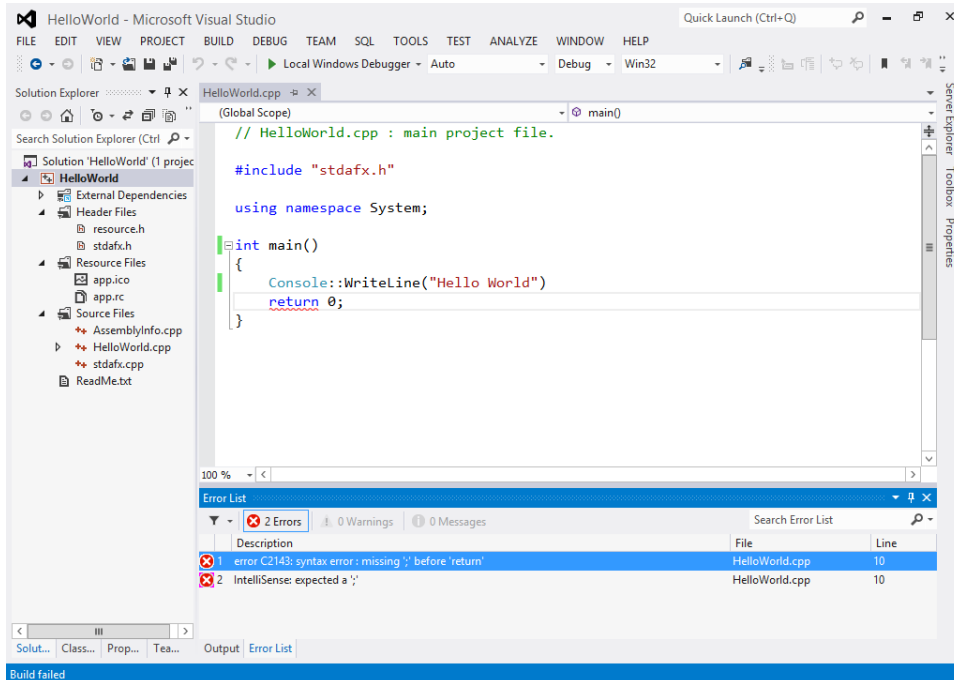 HelloWorld - Microsoft Visual Studio
Quick Launch (Ctrl+Q)
FILE EDIT VIEW PROJECT BUILD DEBUG TEAM SQL TOOLS TEST ANALYZE WINDOW HELP
Local Windows Debugger Auto Debug Win32
Solution Explorer
Search Solution Explorer (Ctrl
Solution 'HelloWorld' (1 projec
HelloWorld
External Dependencies
Header Files
resource.h
stdafx.h
Resource Files
app.ico
app.rc
Source Files
AssemblyInfo.cpp
HelloWorld.cpp
stdafx.cpp
ReadMe.txt
Solut... Class... Prop... Tea...
HelloWorld.cpp
(Global Scope) main()
// HelloWorld.cpp : main project file.
#include "stdafx.h"
using namespace System;
int main()
{
Console::WriteLine("Hello World")
return 0;
}
100 %
Error List
2 Errors 0 Warnings 0 Messages Search Error List
Description File Line
1 error C2143: syntax error : missing ';' before 'return' HelloWorld.cpp 10
2 IntelliSense: expected a ';' HelloWorld.cpp 10
Output Error List
Server Explorer
Toolbox
Properties
Build failed